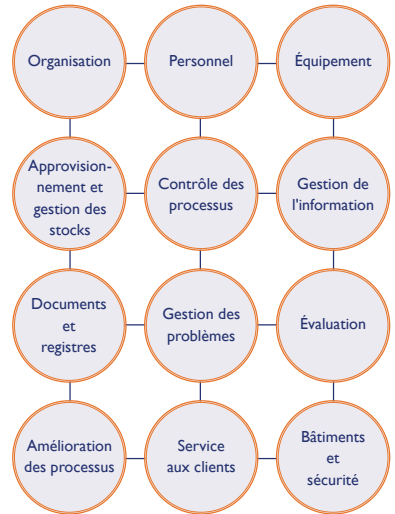 Organisation
Personnel
Équipement
Approvision-
nement et
gestion des
stocks
Contrôle des
processus
Gestion de
l'information
Documents
et
registres
Gestion des
problèmes
Évaluation
Amélioration
des processus
Service
aux clients
Bâtiments
et
sécurité